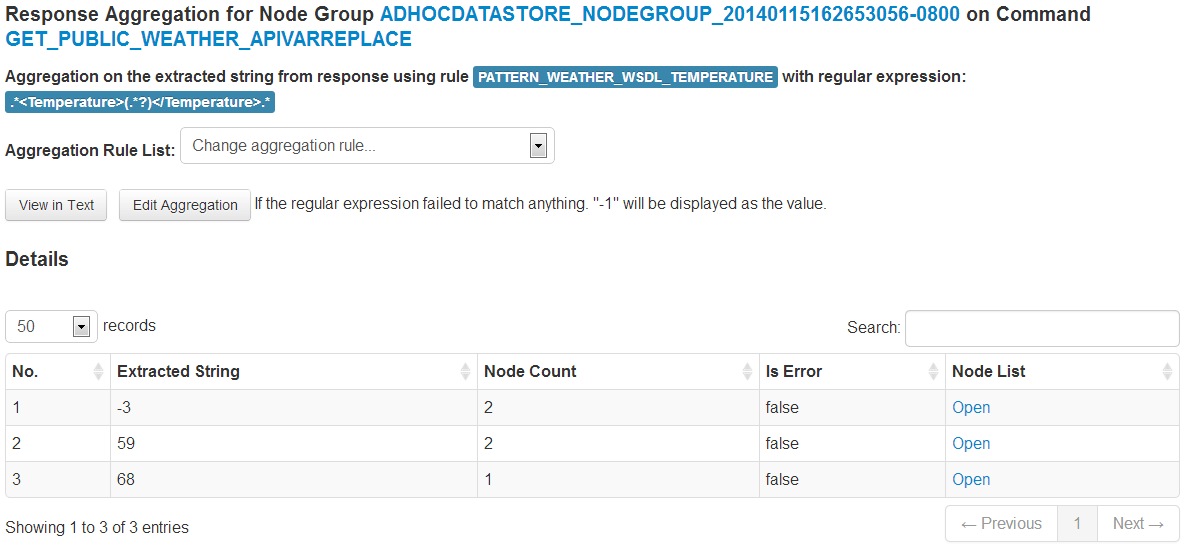 Response Aggregation for Node Group ADHOCDATASTORE_NODEGROUP_20140115162653056-0800 on Command
GET_PUBLIC_WEATHER_APIVARREPLACE
Aggregation on the extracted string from response using rule PATTERN_WEATHER_WSDL_TEMPERATURE with regular expression:
.*<Temperature>(.*?)</Temperature>.*
Aggregation Rule List: Change aggregation rule...
View in Text Edit Aggregation If the regular expression failed to match anything. "-1" will be displayed as the value.
Details
50 records Search:
No. Extracted String Node Count Is Error Node List
1 -3 2 false Open
2 59 2 false Open
3 68 1 false Open
Showing 1 to 3 of 3 entries ← Previous 1 Next →